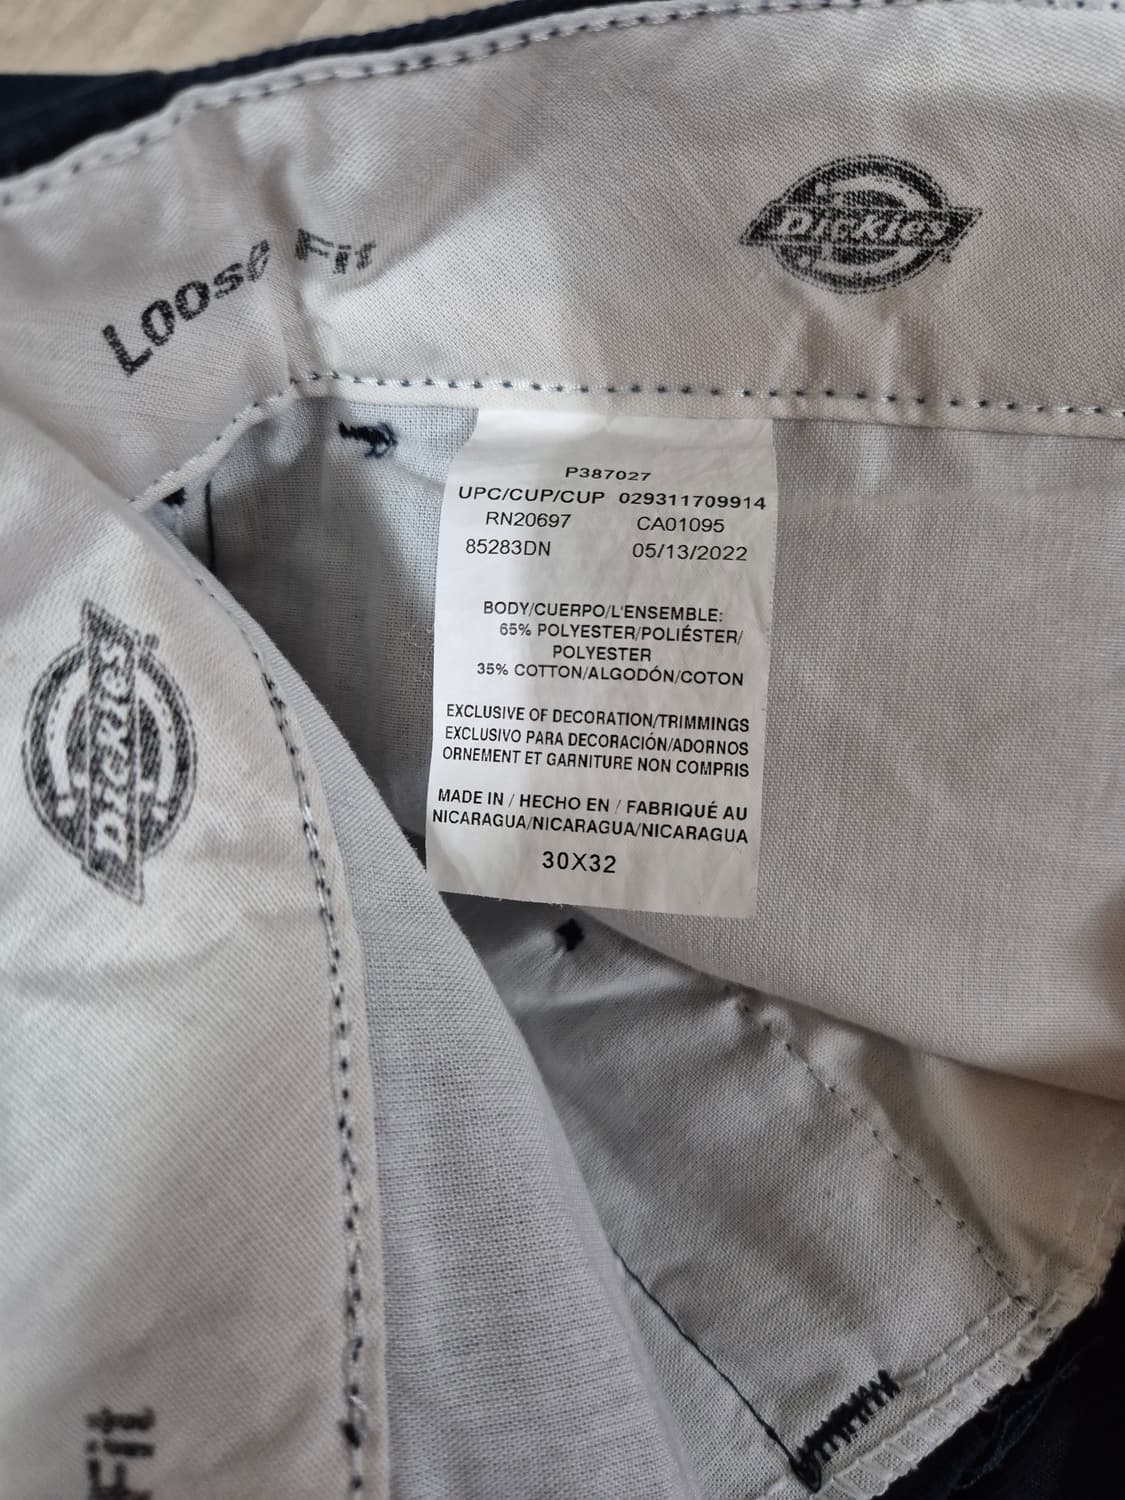 Loose Fit
Dickies
P387027
UPC/CUP/CUP 029311709914
RN20697 CA01095
85283DN 05/13/2022
BODY/CUERPO/L'ENSEMBLE:
65% POLYESTER/POLIÉSTER/
POLYESTER
35% COTTON/ALGODÓN/COTON
EXCLUSIVE OF DECORATION/TRIMMINGS
EXCLUSIVO PARA DECORACIÓN/ADORNOS
ORNEMENT ET GARNITURE NON COMPRIS
MADE IN / HECHO EN / FABRIQUÉ AU
NICARAGUA/NICARAGUA/NICARAGUA
30X32
Dickies
Fit